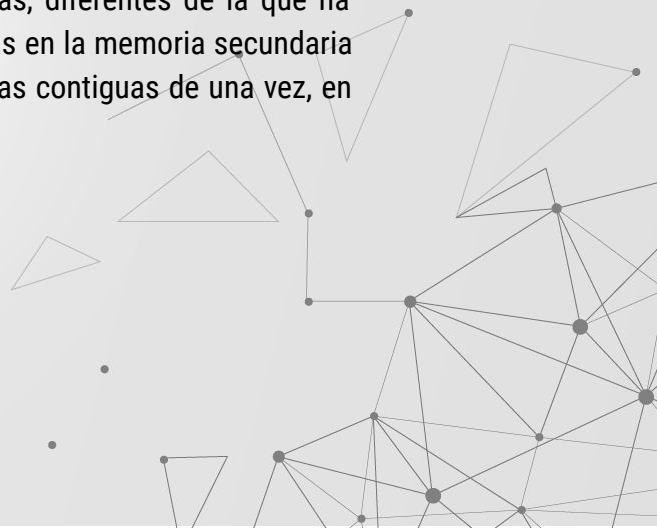 as, diferentes de la que ha
s en la memoria secundaria
as contiguas de una vez, en